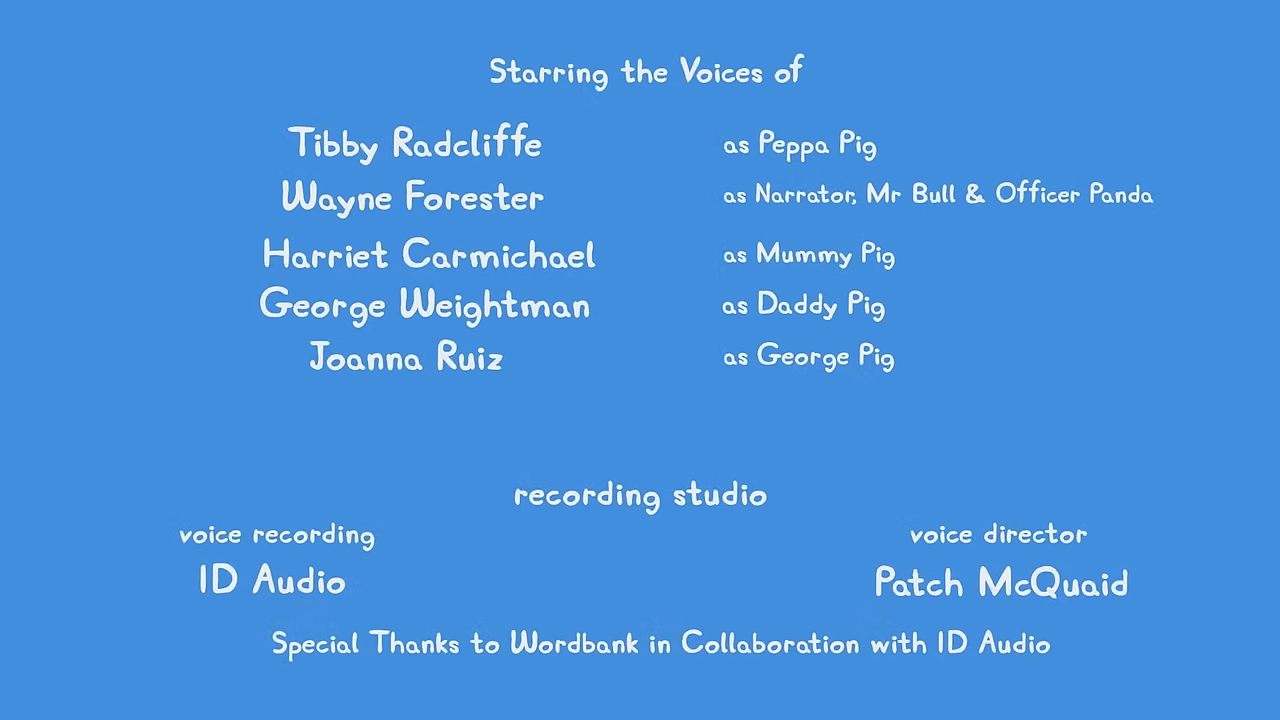 Starring the Voices of
Tibby Radcliffe as Peppa Pig
Wayne Forester as Narrator, Mr Bull & Officer Panda
Harriet Carmichael as Mummy Pig
George Weightman as Daddy Pig
Joanna Ruiz as George Pig
recording studio
voice recording voice director
ID Audio Patch McQuaid
Special Thanks to Wordbank in Collaboration with ID Audio